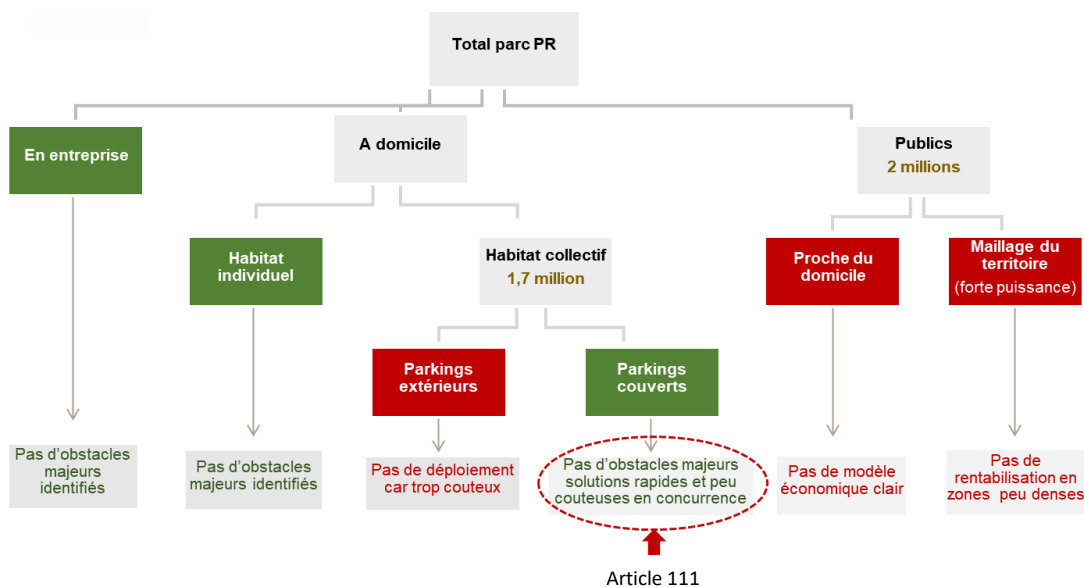 Total parc PR
En entreprise
A domicile
Publics
2 millions
Habitat
individuel
Habitat collectif
1,7 million
Proche du
domicile
Maillage du
territoire
(forte puissance)
Parkings
extérieurs
Parkings
couverts
Pas d'obstacles
majeurs
identifiés
Pas d'obstacles
majeurs identifiés
Pas de déploiement
car trop couteux
Pas d'obstacles majeurs
solutions rapides et peu
couteuses en concurrence
Pas de modèle
économique clair
Pas de
rentabilisation en
zones peu denses
Article 111